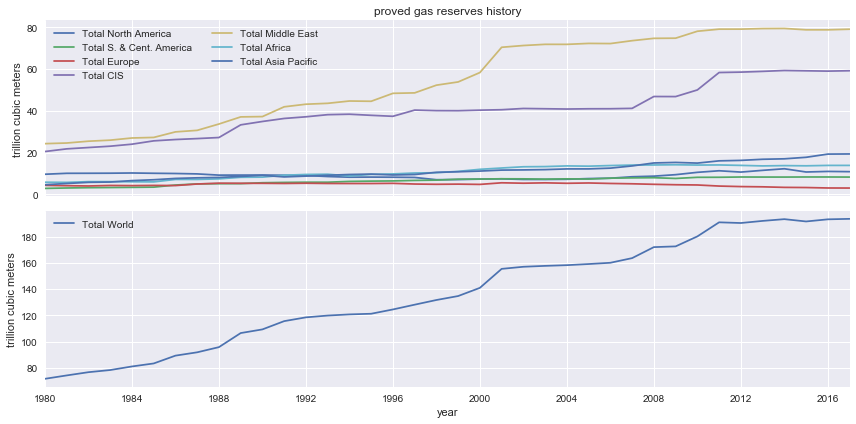 proved gas reserves history
trillion cubic meters
80
60
40
20
0
Total North America
Total S. & Cent. America
Total Europe
Total CIS
Total Middle East
Total Africa
Total Asia Pacific
trillion cubic meters
180
160
140
120
100
80
Total World
1980 1984 1988 1992 1996 2000 2004 2008 2012 2016
year